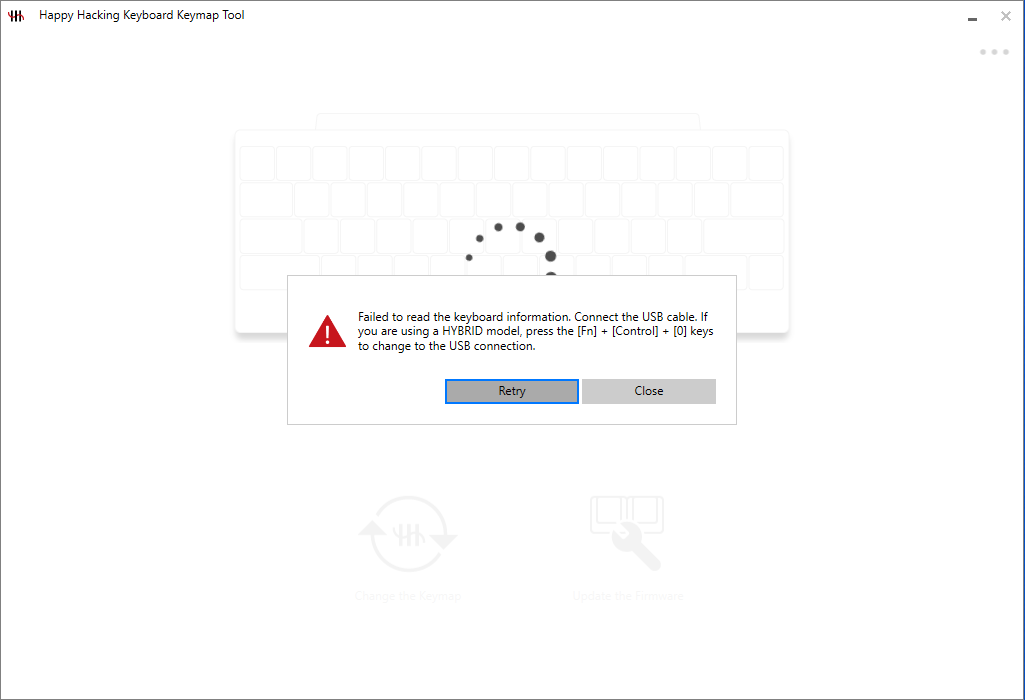 Happy Hacking Keyboard Keymap Tool
Failed to read the keyboard information. Connect the USB cable. If
you are using a HYBRID model, press the [Fn] + [Control] + [0] keys
to change to the USB connection.
Retry
Close
Change the Keymap
Update the Firmware